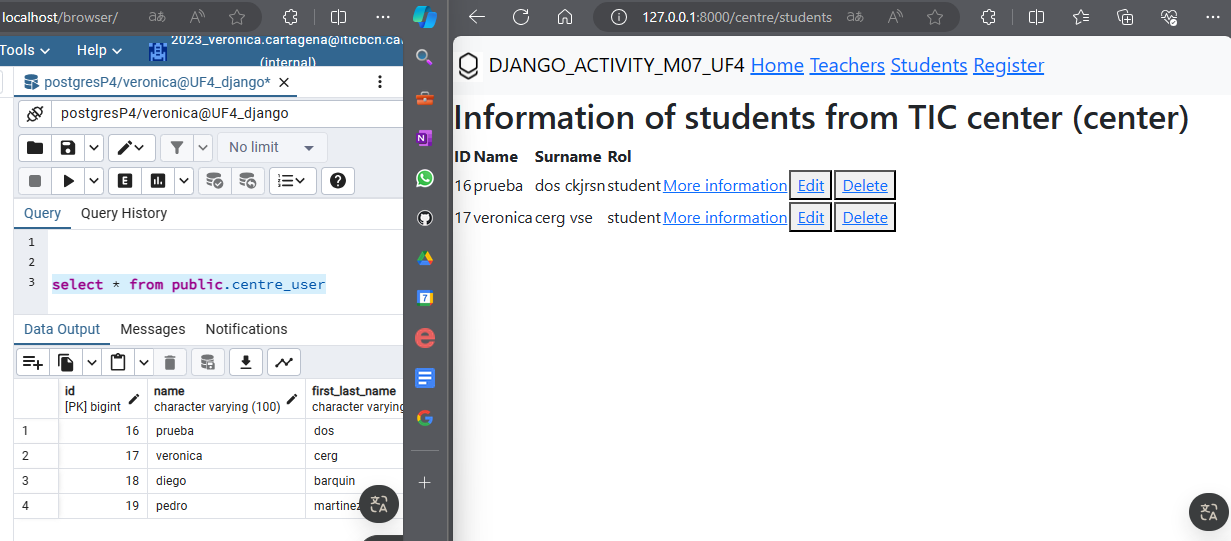 localhost/browser/
Tools
Help
2023_veronica.cartagena@iticbcn.ca
(internal)
postgresP4/veronica@UF4_django*
postgresP4/veronica@UF4_django
No limit
E
Query
Query History
1
2
3
select * from public.centre_user
Data Output
Messages
Notifications
id
[PK] bigint
name
character varying (100)
first_last_name
character varying
1 16 prueba dos
2 17 veronica cerg
3 18 diego barquin
4 19 pedro martinez
127.0.0.1:8000/centre/students
DJANGO_ACTIVITY_M07_UF4 Home Teachers Students Register
Information of students from TIC center (center)
ID Name Surname Rol
16 prueba dos ckjrsn student More information Edit Delete
17 veronica cerg vse student More information Edit Delete